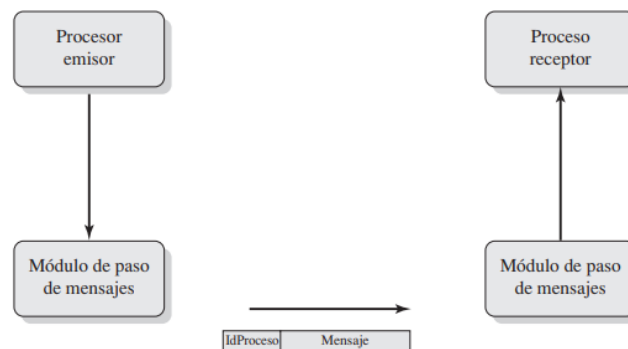 Procesor
emisor
Proceso
receptor
Módulo de paso
de mensajes
Módulo de paso
de mensajes
IdProceso
Mensaje